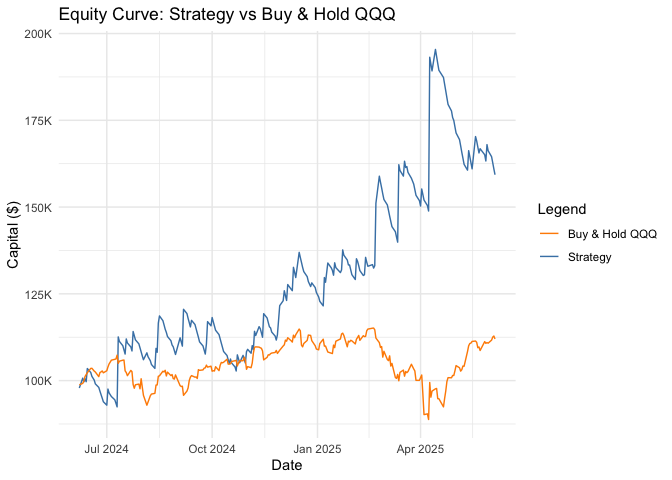 Equity Curve: Strategy vs Buy & Hold QQQ
200K
175K
150K
125K
100K
Capital ($)
Jul 2024
Oct 2024
Jan 2025
Apr 2025
Date
Legend
Buy & Hold QQQ
Strategy